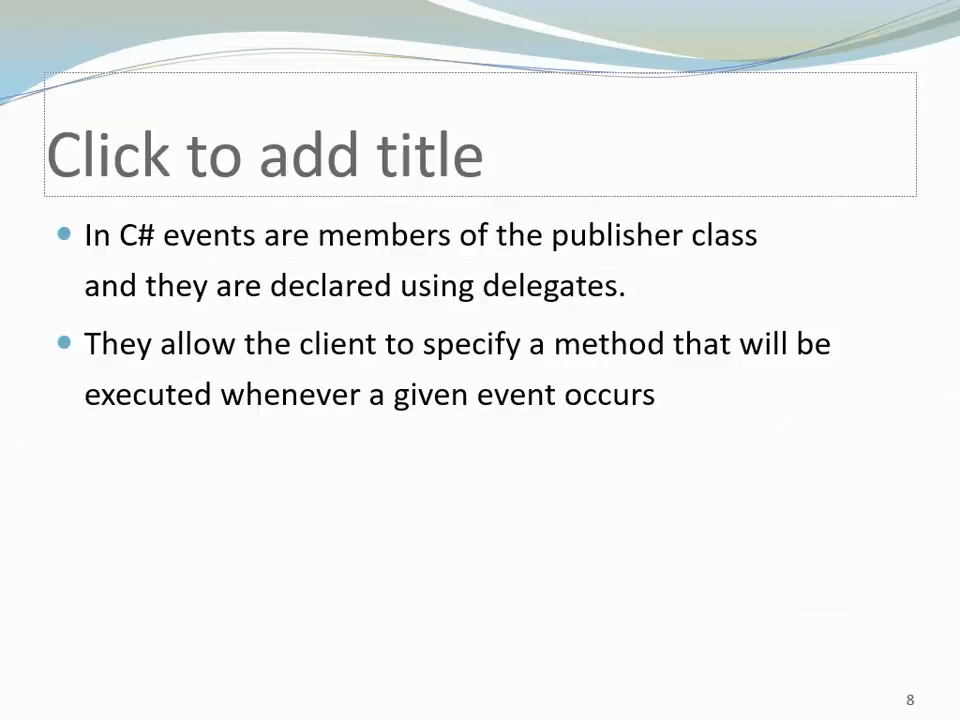 Click to add title
In C# events are members of the publisher class
and they are declared using delegates.
They allow the client to specify a method that will be
executed whenever a given event occurs
8